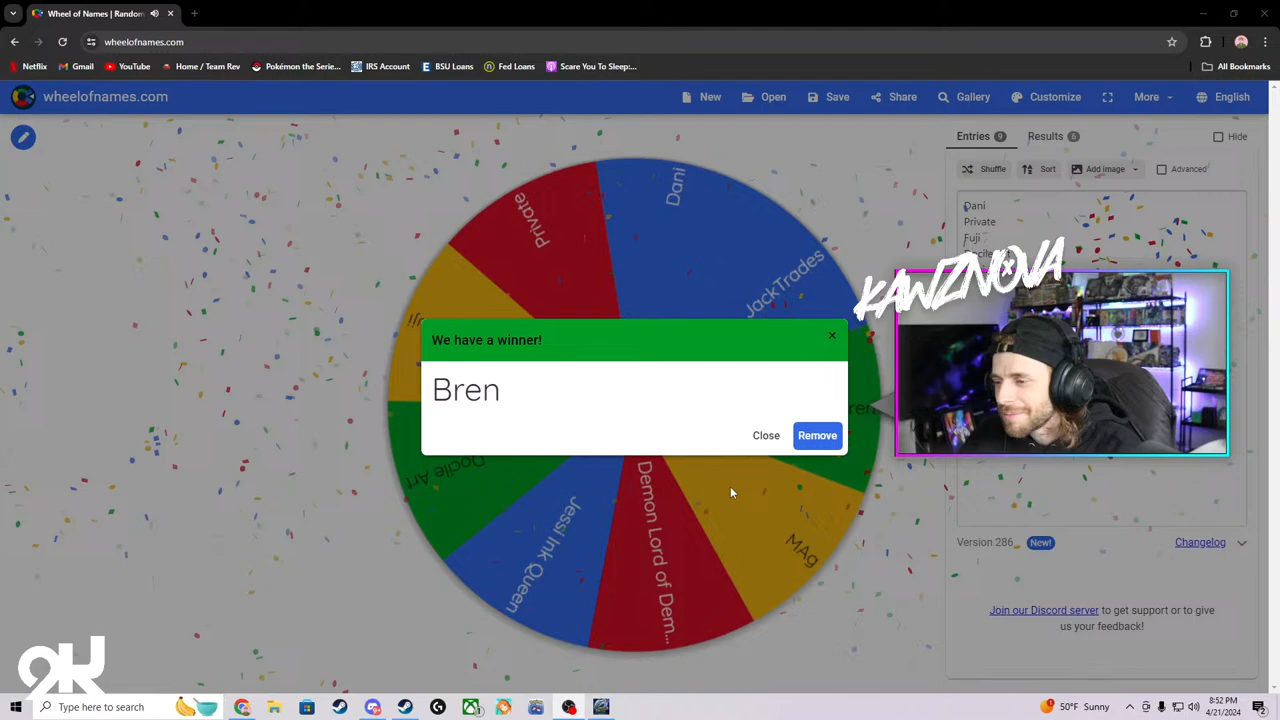 Wheel of Names | Random
wheelofnames.com
Netflix
Gmail
YouTube
Home / Team Rev
Pokémon the Serie...
IRS Account
BSU Loans
Fed Loans
Scare You To Sleep:...
All Bookmarks
wheelofnames.com
New
Open
Save
Share
Gallery
Customize
More
English
Entries 9
Results 6
Hide
Shuffle
Sort
Add image
Advanced
Dani
Private
Fuji
Private
Dani
JackTrades
KAWZNOVA
We have a winner!
Bren
Close
Remove
Docile Art
Jessi Ink Queen
Demon Lord of Dem...
MAg
Version 286
New!
Changelog
Join our Discord server to get support or to give
us your feedback!
Type here to search
50°F Sunny
8:52 PM
4/21/2024